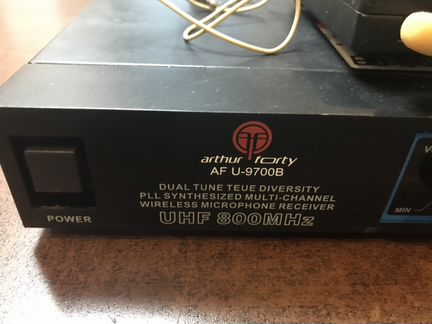 arthur forty
AF U-9700B
DUAL TUNE TEUE DIVERSITY
PLL SYNTHESIZED MULTI-CHANNEL
WIRELESS MICROPHONE RECEIVER
UHF 800MHz
POWER
MIN